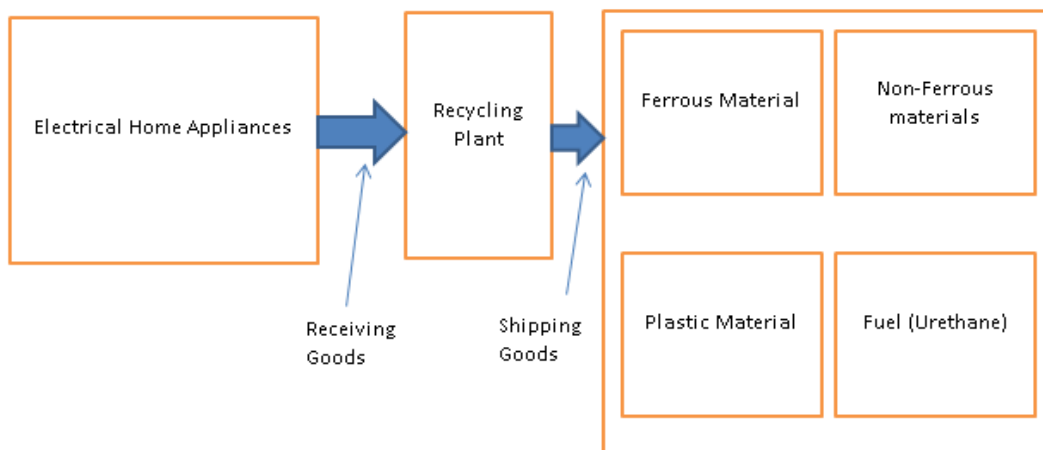 Electrical Home Appliances
Recycling
Plant
Ferrous Material
Non-Ferrous
materials
Receiving
Goods
Shipping
Goods
Plastic Material
Fuel (Urethane)